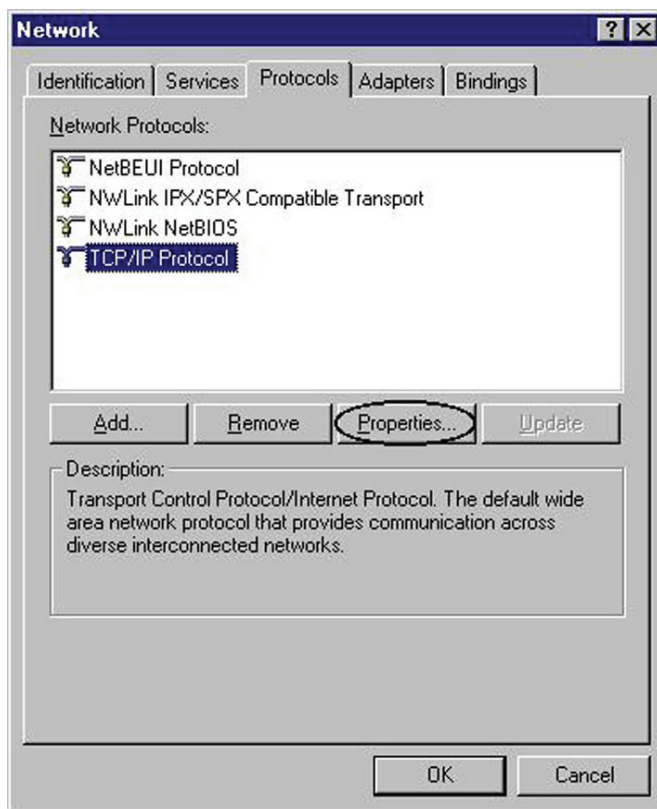 Network
Identification Services Protocols Adapters Bindings
Network Protocols:
NetBEUI Protocol
NWLink IPX/SPX Compatible Transport
NWLink NetBIOS
TCP/IP Protocol
Add... Remove Properties... Update
Description:
Transport Control Protocol/Internet Protocol. The default wide
area network protocol that provides communication across
diverse interconnected networks.
OK Cancel